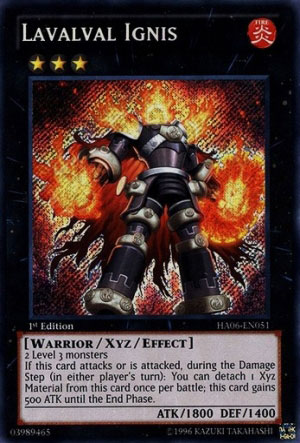 LAVALVAL IGNIS
FIRE
炎
1st Edition
HA06-EN051
[WARRIOR/XYZ/EFFECT]
2 Level 3 monsters
If this card attacks or is attacked, during the Damage
Step (in either player's turn): You can detach 1 Xyz
Material from this card once per battle; this card gains
500 ATK until the End Phase.
ATK/1800 DEF/1400
03989465
©1996 KAZUKI TAKAHASHI